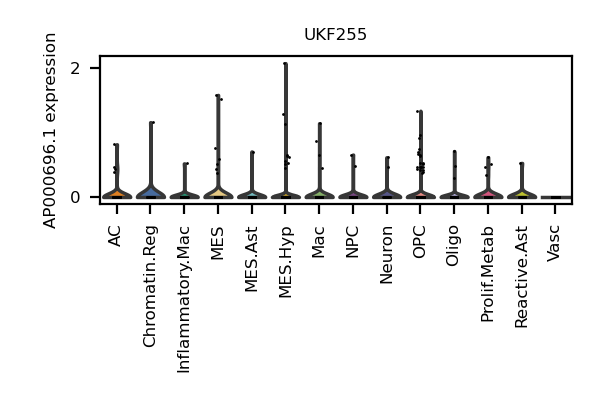 UKF255
AP000696.1 expression
2
0
AC
Chromatin.Reg
Inflammatory.Mac
MES
MES.Ast
MES.Hyp
Mac
NPC
Neuron
OPC
Oligo
Prolif.Metab
Reactive.Ast
Vasc